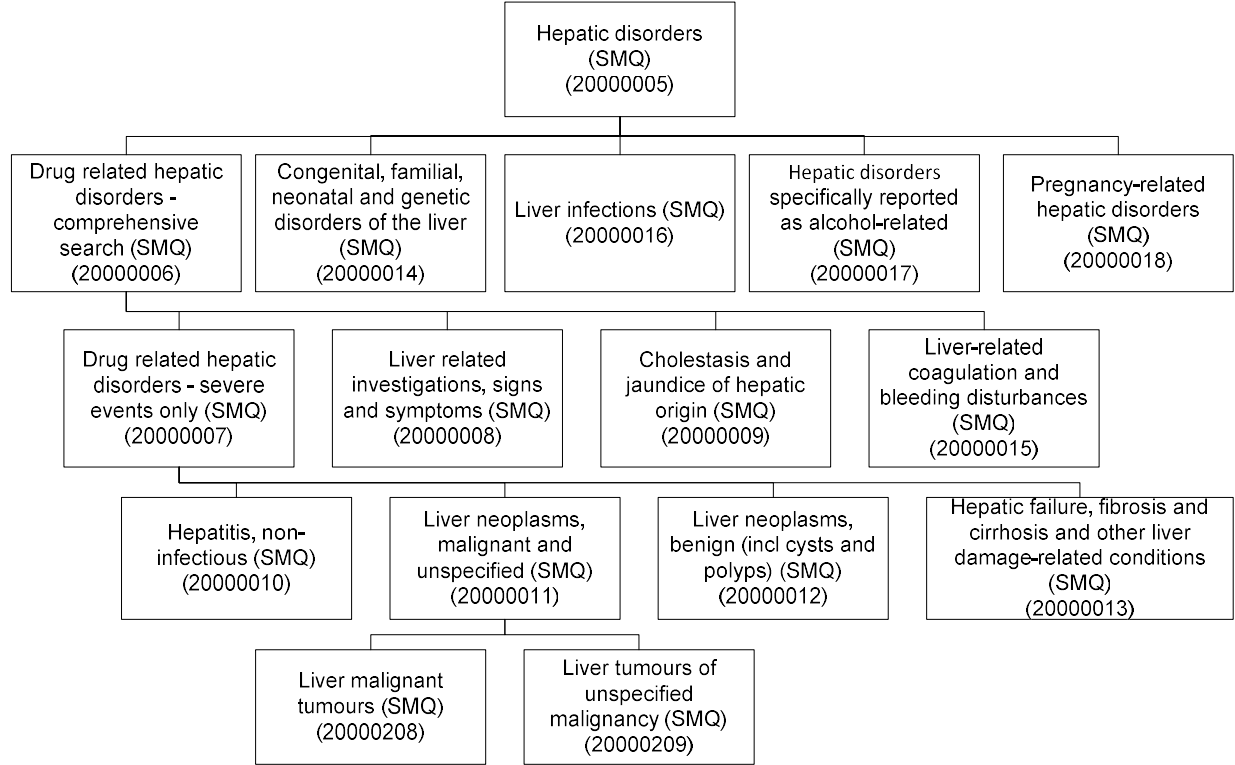 Hepatic disorders
(SMQ)
(20000005)
Drug related hepatic
disorders -
comprehensive
search (SMQ)
(20000006)
Congenital, familial,
neonatal and genetic
disorders of the liver
(SMQ)
(20000014)
Liver infections (SMQ)
(20000016)
Hepatic disorders
specifically reported
as alcohol-related
(SMQ)
(20000017)
Pregnancy-related
hepatic disorders
(SMQ)
(20000018)
Drug related hepatic
disorders - severe
events only (SMQ)
(20000007)
Liver related
investigations, signs
and symptoms (SMQ)
(20000008)
Cholestasis and
jaundice of hepatic
origin (SMQ)
(20000009)
Liver-related
coagulation and
bleeding disturbances
(SMQ)
(20000015)
Hepatitis, non-
infectious (SMQ)
(20000010)
Liver neoplasms,
malignant and
unspecified (SMQ)
(20000011)
Liver neoplasms,
benign (incl cysts and
polyps) (SMQ)
(20000012)
Hepatic failure, fibrosis and
cirrhosis and other liver
damage-related conditions
(SMQ)
(20000013)
Liver malignant
tumours (SMQ)
(20000208)
Liver tumours of
unspecified
malignancy (SMQ)
(20000209)